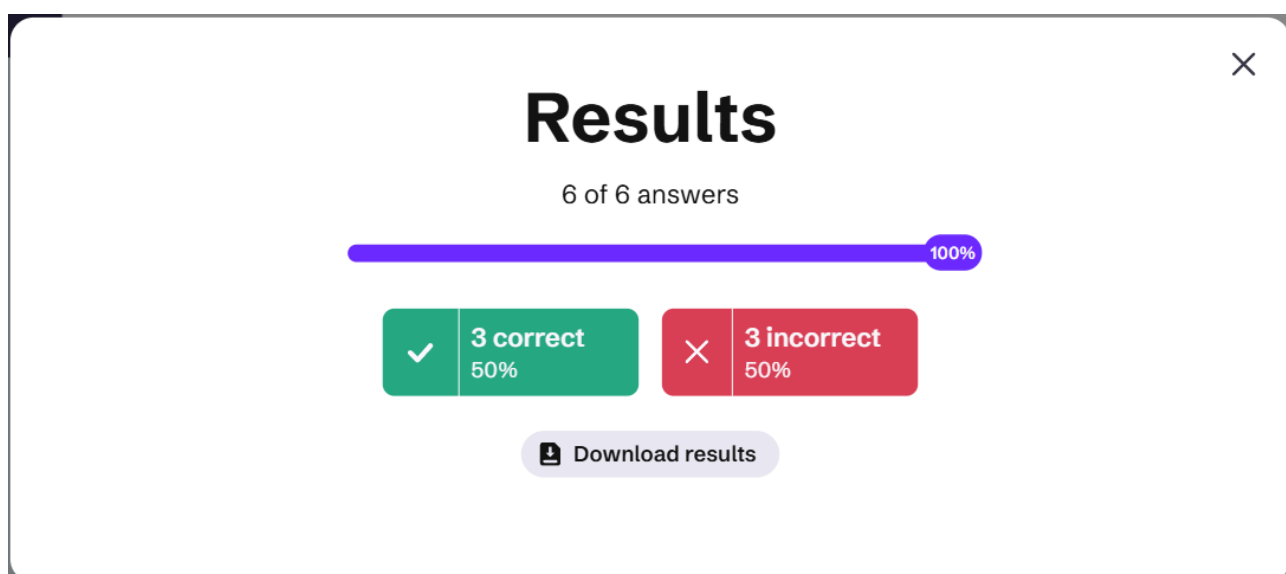 Results
6 of 6 answers
100%
3 correct
50%
3 incorrect
50%
Download results